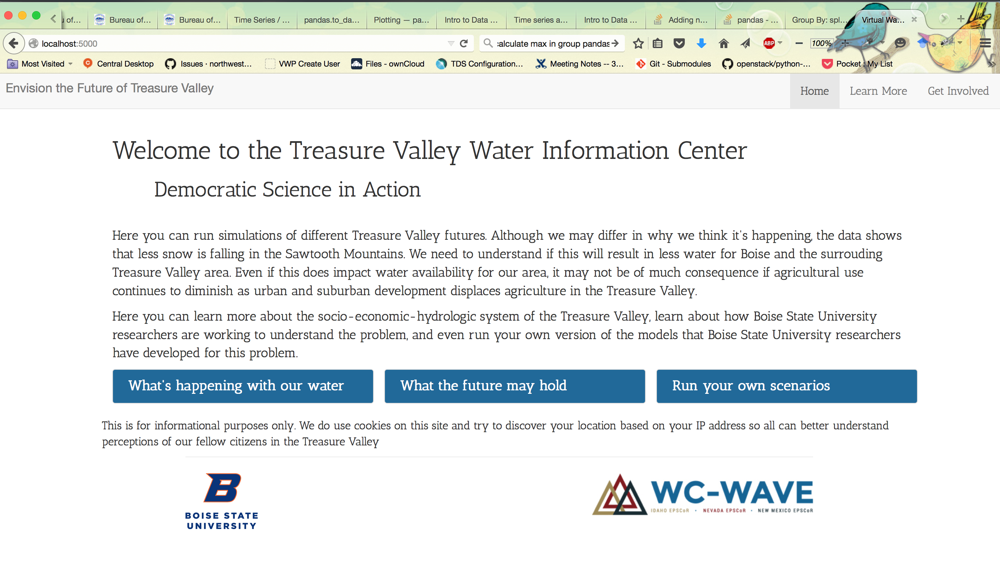 of...
Bureau of...
Bureau of...
Time Series / ...
pandas.to_da...
Plotting — pa...
Intro to Data ...
Time series a...
Intro to Data ...
Adding n...
pandas - ...
Group By: spl...
Virtual Wa...
localhost:5000
calculate max in group pandas
ABP
100%
Most Visited
Central Desktop
Issues · northwest...
VWP Create User
Files - ownCloud
TDS Configuration...
Meeting Notes -- 3...
Git - Submodules
openstack/python-...
Pocket : My List
Envision the Future of Treasure Valley
Home
Learn More
Get Involved
Welcome to the Treasure Valley Water Information Center
Democratic Science in Action
Here you can run simulations of different Treasure Valley futures. Although we may differ in why we think it's happening, the data shows
that less snow is falling in the Sawtooth Mountains. We need to understand if this will result in less water for Boise and the surrouding
Treasure Valley area. Even if this does impact water availability for our area, it may not be of much consequence if agricultural use
continues to diminish as urban and suburban development displaces agriculture in the Treasure Valley.
Here you can learn more about the socio-economic-hydrologic system of the Treasure Valley, learn about how Boise State University
researchers are working to understand the problem, and even run your own version of the models that Boise State University researchers
have developed for this problem.
What's happening with our water
What the future may hold
Run your own scenarios
This is for informational purposes only. We do use cookies on this site and try to discover your location based on your IP address so all can better understand
perceptions of our fellow citizens in the Treasure Valley
B
BOISE STATE
UNIVERSITY
WC-WAVE
IDAHO EPSCoR · NEVADA EPSCoR · NEW MEXICO EPSCoR